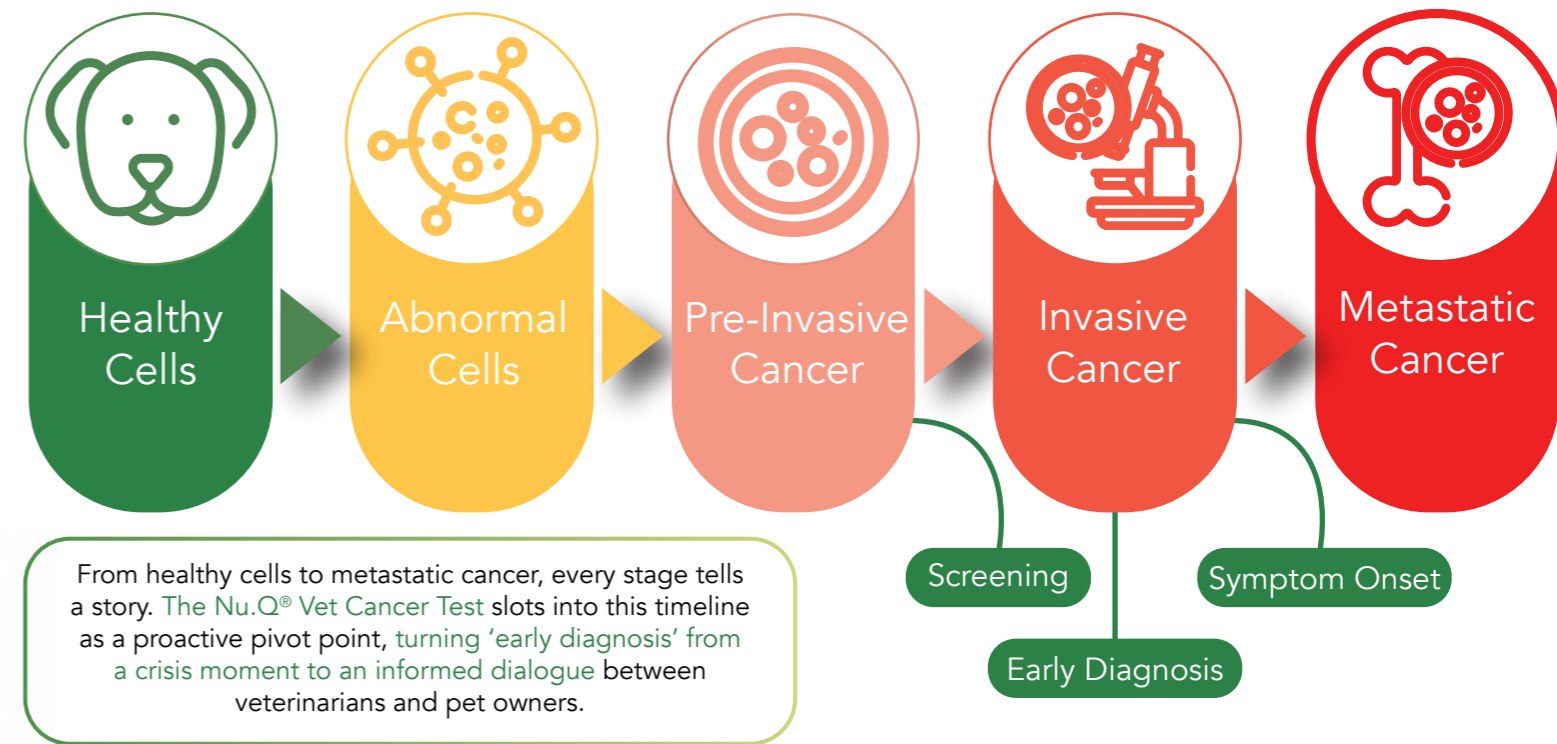 Healthy
Cells
Abnormal
Cells
Pre-Invasive
Cancer
Invasive
Cancer
Metastatic
Cancer
Screening
Symptom Onset
Early Diagnosis
From healthy cells to metastatic cancer, every stage tells
a story. The Nu.Q® Vet Cancer Test slots into this timeline
as a proactive pivot point, turning ‘early diagnosis’ from
a crisis moment to an informed dialogue between
veterinarians and pet owners.